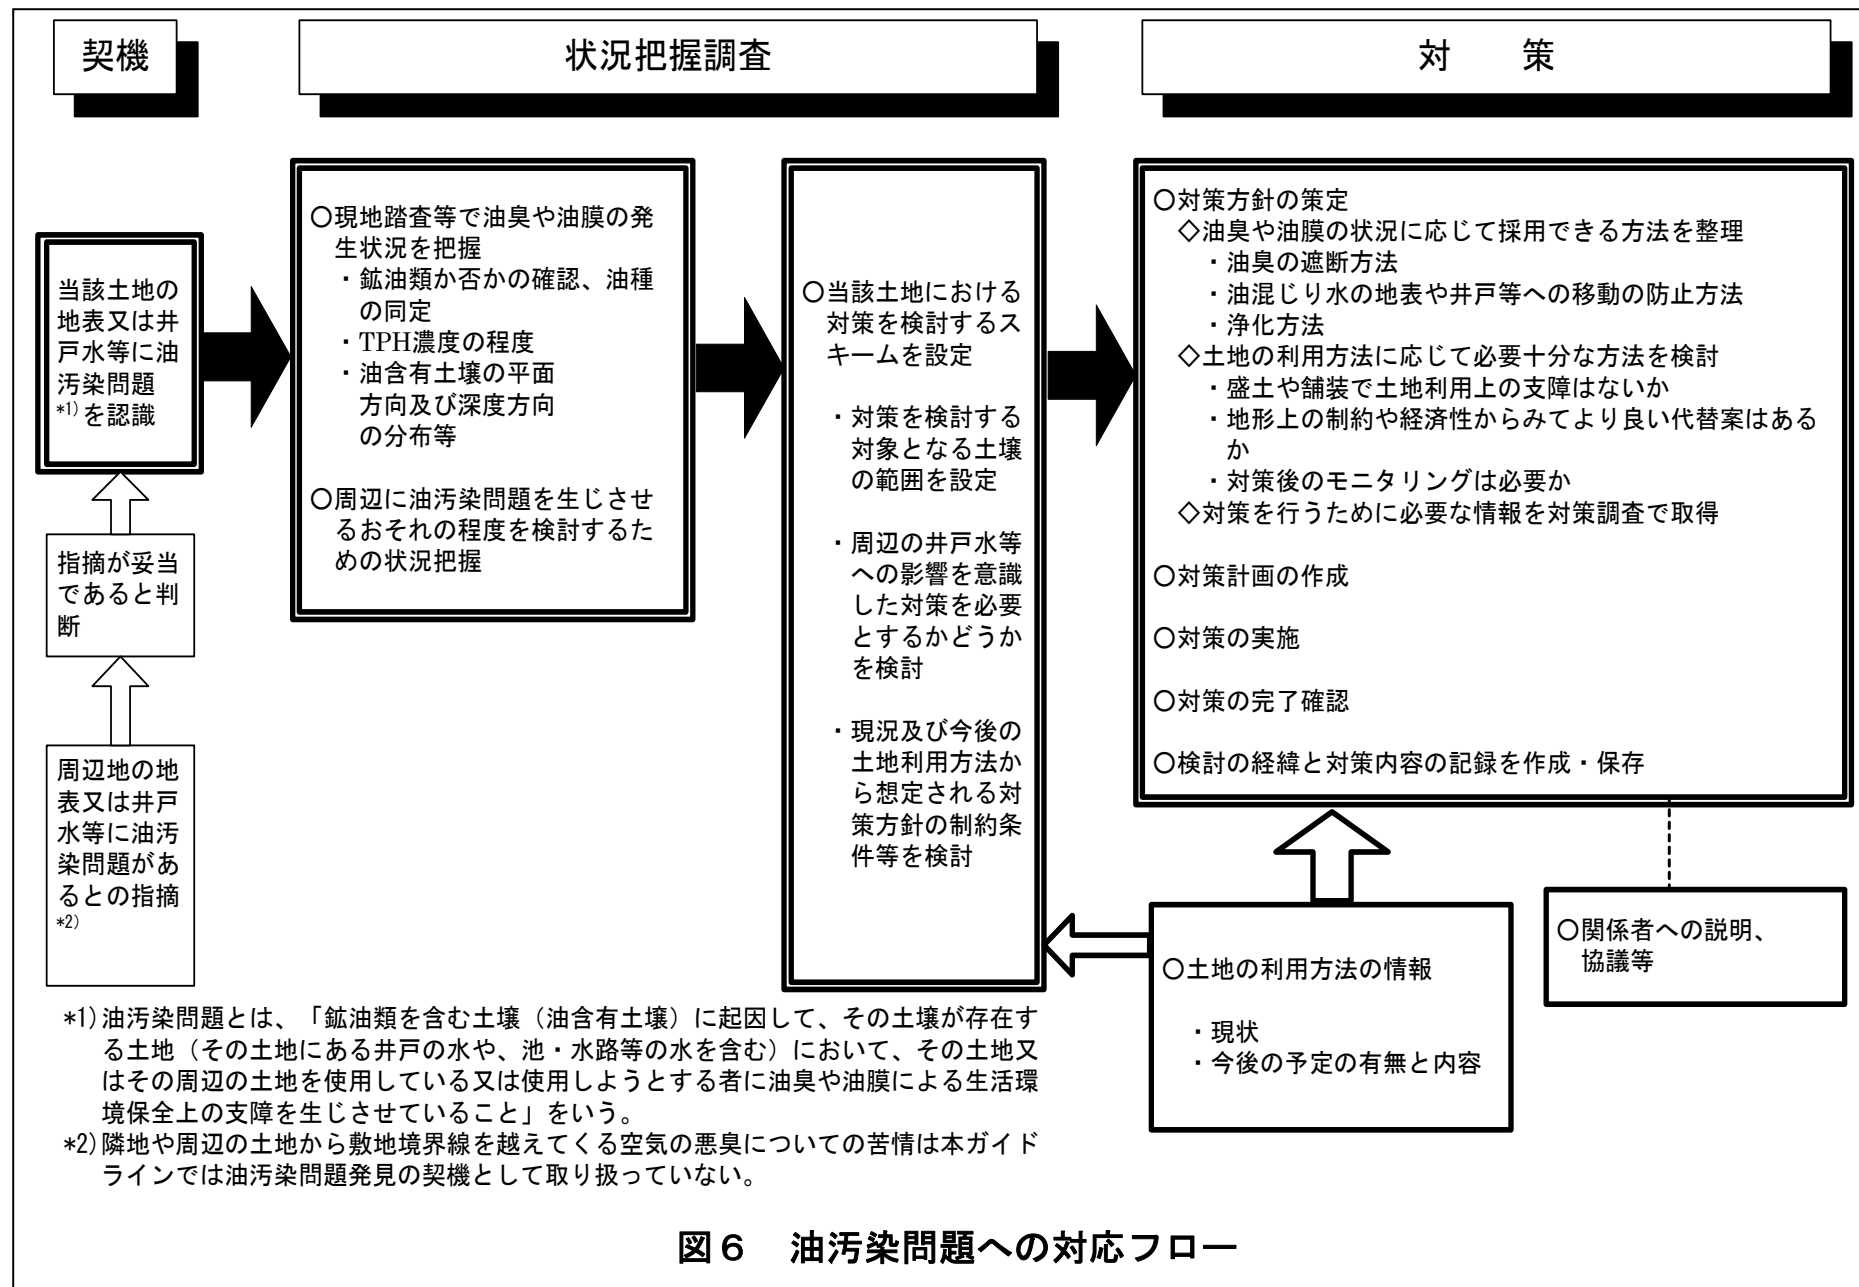 契機
状況把握調査
対　　策
当該土地の
地表又は井
戸水等に油
汚染問題
*1)を認識
指摘が妥当
であると判
断
周辺地の地
表又は井戸
水等に油汚
染問題があ
るとの指摘
*2)
〇現地踏査等で油臭や油膜の発
生状況を把握
・鉱油類か否かの確認、油種
の同定
・TPH濃度の程度
・油含有土壌の平面
方向及び深度方向
の分布等
〇周辺に油汚染問題を生じさせ
るおそれの程度を検討するた
めの状況把握
〇当該土地における
対策を検討するス
キームを設定
・対策を検討する
対象となる土壌
の範囲を設定
・周辺の井戸水等
への影響を意識
した対策を必要
とするかどうか
を検討
・現況及び今後の
土地利用方法か
ら想定される対
策方針の制約条
件等を検討
〇対策方針の策定
◇油臭や油膜の状況に応じて採用できる方法を整理
・油臭の遮断方法
・油混じり水の地表や井戸等への移動の防止方法
・浄化方法
◇土地の利用方法に応じて必要十分な方法を検討
・盛土や舗装で土地利用上の支障はないか
・地形上の制約や経済性からみてより良い代替案はある
か
・対策後のモニタリングは必要か
◇対策を行うために必要な情報を対策調査で取得
〇対策計画の作成
〇対策の実施
〇対策の完了確認
〇検討の経緯と対策内容の記録を作成・保存
〇土地の利用方法の情報
・現状
・今後の予定の有無と内容
〇関係者への説明、
協議等
*1)油汚染問題とは、「鉱油類を含む土壌（油含有土壌）に起因して、その土壌が存在す
る土地（その土地にある井戸の水や、池・水路等の水を含む）において、その土地又
はその周辺の土地を使用している又は使用しようとする者に油臭や油膜による生活環
境保全上の支障を生じさせていること」をいう。
*2)隣地や周辺の土地から敷地境界線を越えてくる空気の悪臭についての苦情は本ガイド
ラインでは油汚染問題発見の契機として取り扱っていない。
図６　油汚染問題への対応フロー